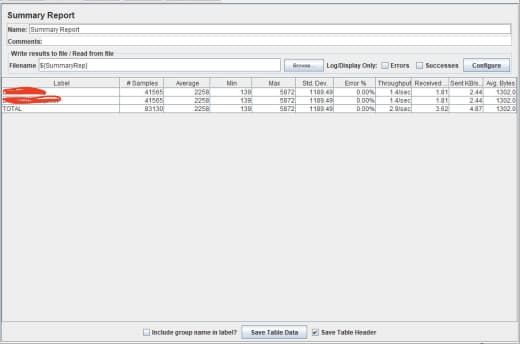 Summary Report
Name: Summary Report
Comments:
Write results to file / Read from file
Filename ${SummaryRep} Browse... Log/Display Only: Errors Successes Configure
Label # Samples Average Min Max Std. Dev. Error % Throughput Received ... Sent KB/s... Avg. Bytes
41565 2258 139 5872 1189.49 0.00% 1.4/sec 1.81 2.44 1302.0
41565 2258 139 5872 1189.49 0.00% 1.4/sec 1.81 2.44 1302.0
TOTAL 83130 2258 139 5872 1189.49 0.00% 2.9/sec 3.62 4.87 1302.0
Include group name in label? Save Table Data Save Table Header